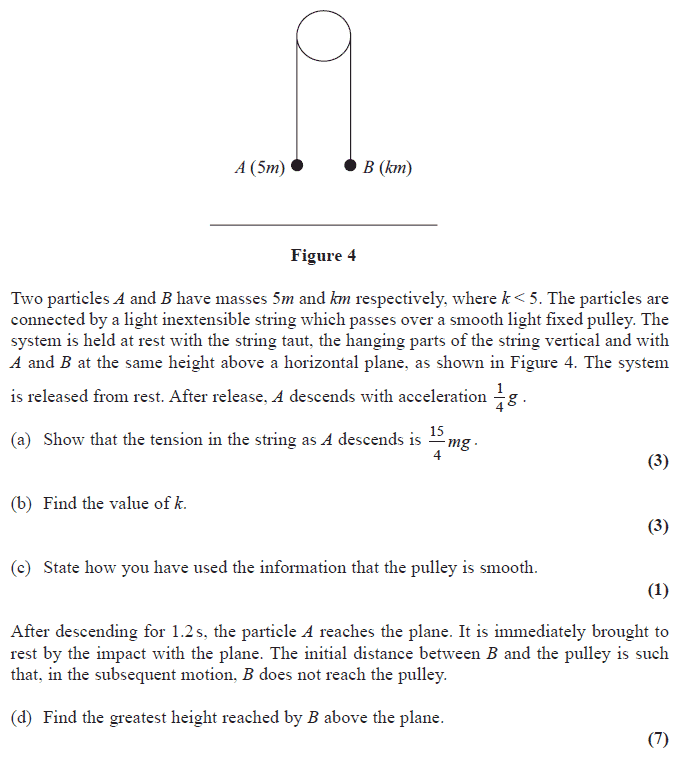 A (5m)
B (km)
Figure 4
Two particles A and B have masses 5m and km respectively, where k < 5. The particles are
connected by a light inextensible string which passes over a smooth light fixed pulley. The
system is held at rest with the string taut, the hanging parts of the string vertical and with
A and B at the same height above a horizontal plane, as shown in Figure 4. The system
is released from rest. After release, A descends with acceleration 1/4 g .
(a) Show that the tension in the string as A descends is 15/4 mg .
(3)
(b) Find the value of k.
(3)
(c) State how you have used the information that the pulley is smooth.
(1)
After descending for 1.2 s, the particle A reaches the plane. It is immediately brought to
rest by the impact with the plane. The initial distance between B and the pulley is such
that, in the subsequent motion, B does not reach the pulley.
(d) Find the greatest height reached by B above the plane.
(7)